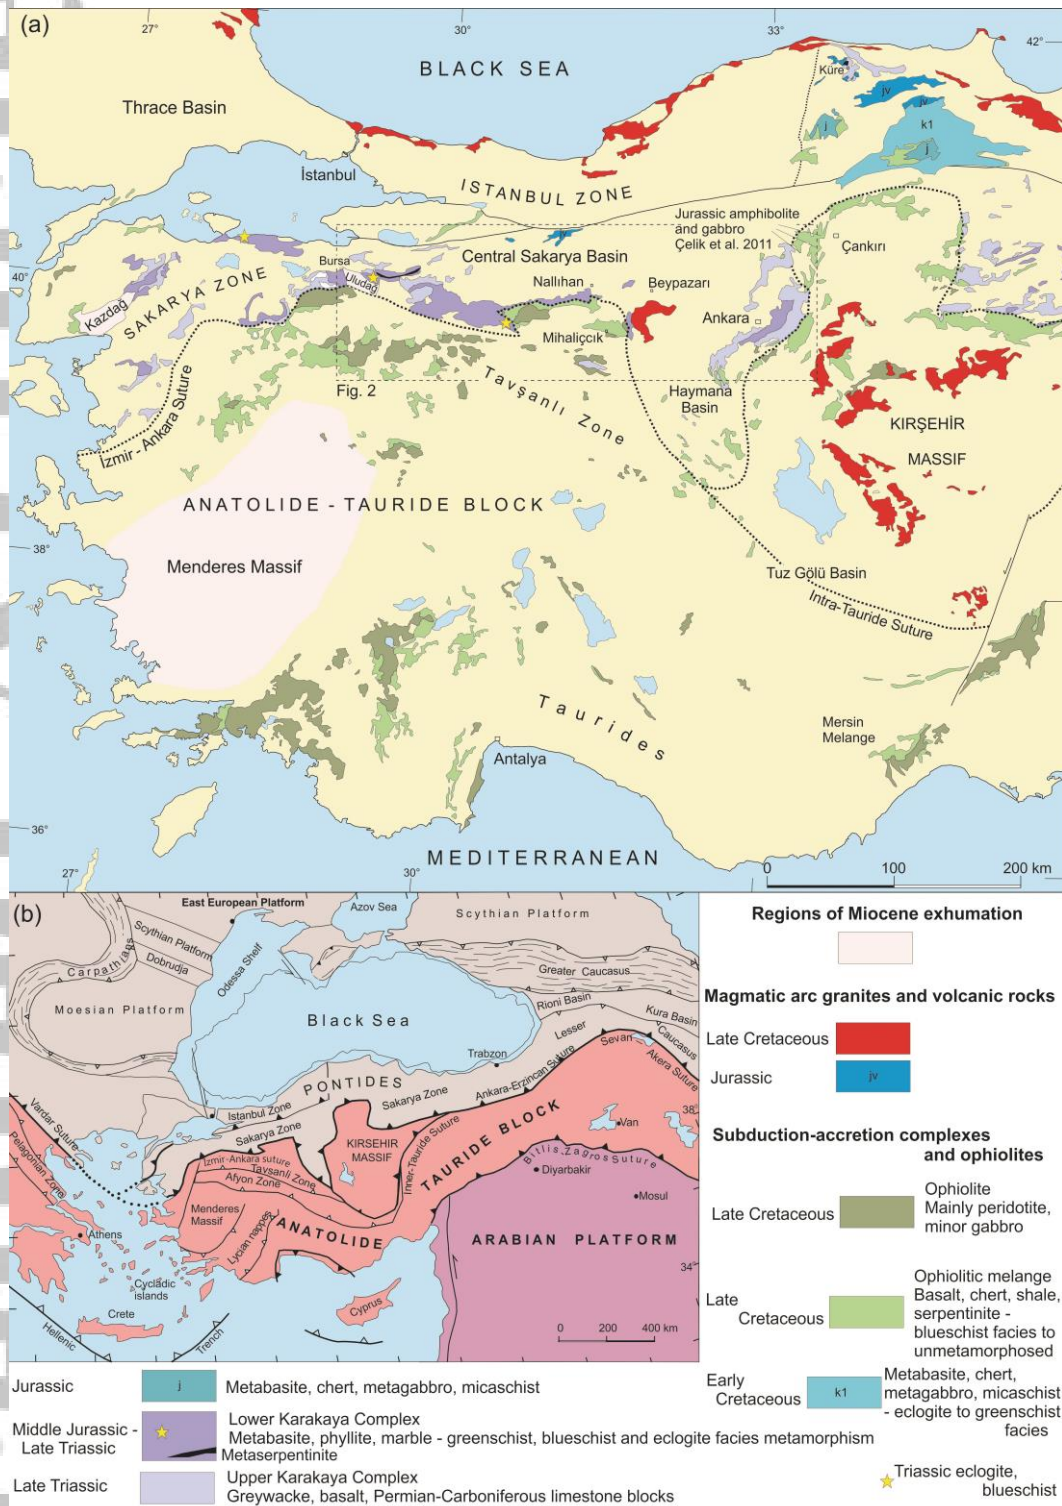 (a)
27°
30°
33°
42°
BLACK SEA
Küre
jv
jv
k1
j
j
Thrace Basin
İstanbul
ISTANBUL ZONE
Jurassic amphibolite
and gabbro
Çelik et al. 2011
Çankırı
jv
Central Sakarya Basin
40°
Bursa
Uludağ
Nallıhan
Beypazarı
SAKARYA ZONE
Kazdağ
Ankara
Mihalıççık
Fig. 2
Tavşanlı Zone
Haymana
Basin
İzmir - Ankara Suture
KIRŞEHİR
MASSIF
ANATOLIDE - TAURIDE BLOCK
38°
Menderes Massif
Tuz Gölü Basin
Intra-Tauride Suture
Taurides
Mersin
Melange
Antalya
36°
MEDITERRANEAN
27°
30°
0 100 200 km
(b)
East European Platform
Azov Sea
Scythian Platform
Scythian Platform
Dobrudja
Odessa Shelf
Carpathians
Greater Caucasus
Moesian Platform
Rioni Basin
Kura Basin
Black Sea
Lesser
Caucasus
Sevan
Akera Suture
Trabzon
PONTIDES
Ankara-Erzincan Suture
Sakarya Zone
Istanbul Zone
Vardar Suture
Sakarya Zone
38°
Van
KIRSEHIR
MASSIF
Izmir-Ankara suture
Tavsanli Zone
Afyon Zone
Inner-Tauride Suture
TAURIDE BLOCK
Bitlis-Zagros Suture
Diyarbakir
Mosul
Pelagonian Zone
Menderes
Massif
Lycian nappes
ANATOLIDE
Athens
ARABIAN PLATFORM
34°
Cycladic
islands
Crete
Cyprus
Hellenic
Trench
0 200 400 km
Regions of Miocene exhumation
Magmatic arc granites and volcanic rocks
Late Cretaceous
Jurassic jv
Subduction-accretion complexes
and ophiolites
Late Cretaceous
Ophiolite
Mainly peridotite,
minor gabbro
Late
Cretaceous
Ophiolitic melange
Basalt, chert, shale,
serpentinite -
blueschist facies to
unmetamorphosed
Early
Cretaceous
k1
Metabasite, chert,
metagabbro, micaschist
- eclogite to greenschist
facies
Jurassic j Metabasite, chert, metagabbro, micaschist
Middle Jurassic -
Late Triassic
Lower Karakaya Complex
Metabasite, phyllite, marble - greenschist, blueschist and eclogite facies metamorphism
Metaserpentinite
Late Triassic
Upper Karakaya Complex
Greywacke, basalt, Permian-Carboniferous limestone blocks
Triassic eclogite,
blueschist